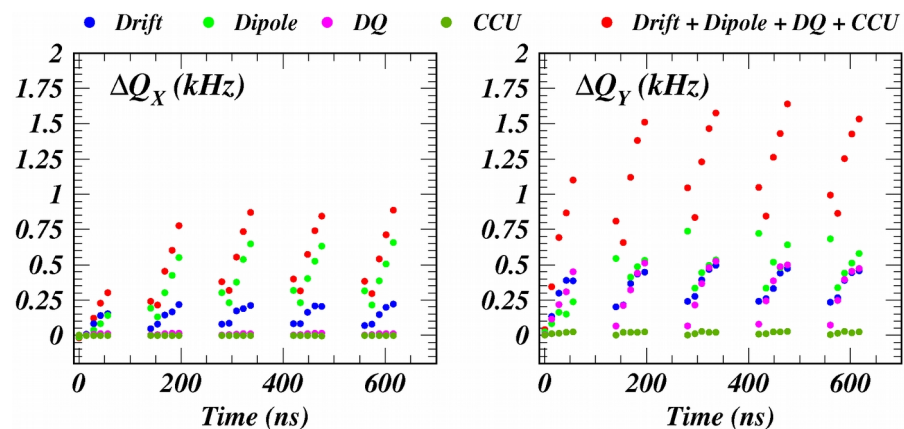 Drift Dipole DQ CCU Drift + Dipole + DQ + CCU
ΔQX (kHz)
2
1.75
1.5
1.25
1
0.75
0.5
0.25
0
0 200 400 600
Time (ns)
ΔQY (kHz)
2
1.75
1.5
1.25
1
0.75
0.5
0.25
0
0 200 400 600
Time (ns)